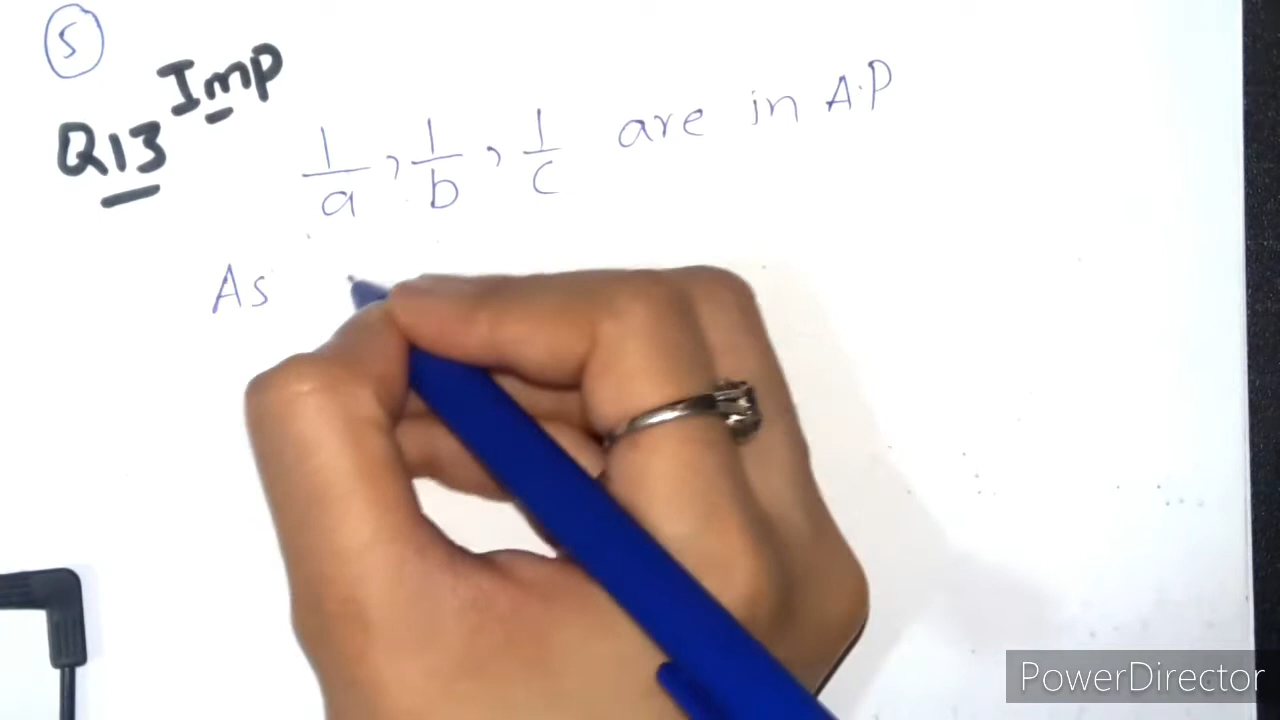 5
Imp
Q13
1/a , 1/b , 1/c are in A.P
As
PowerDirector